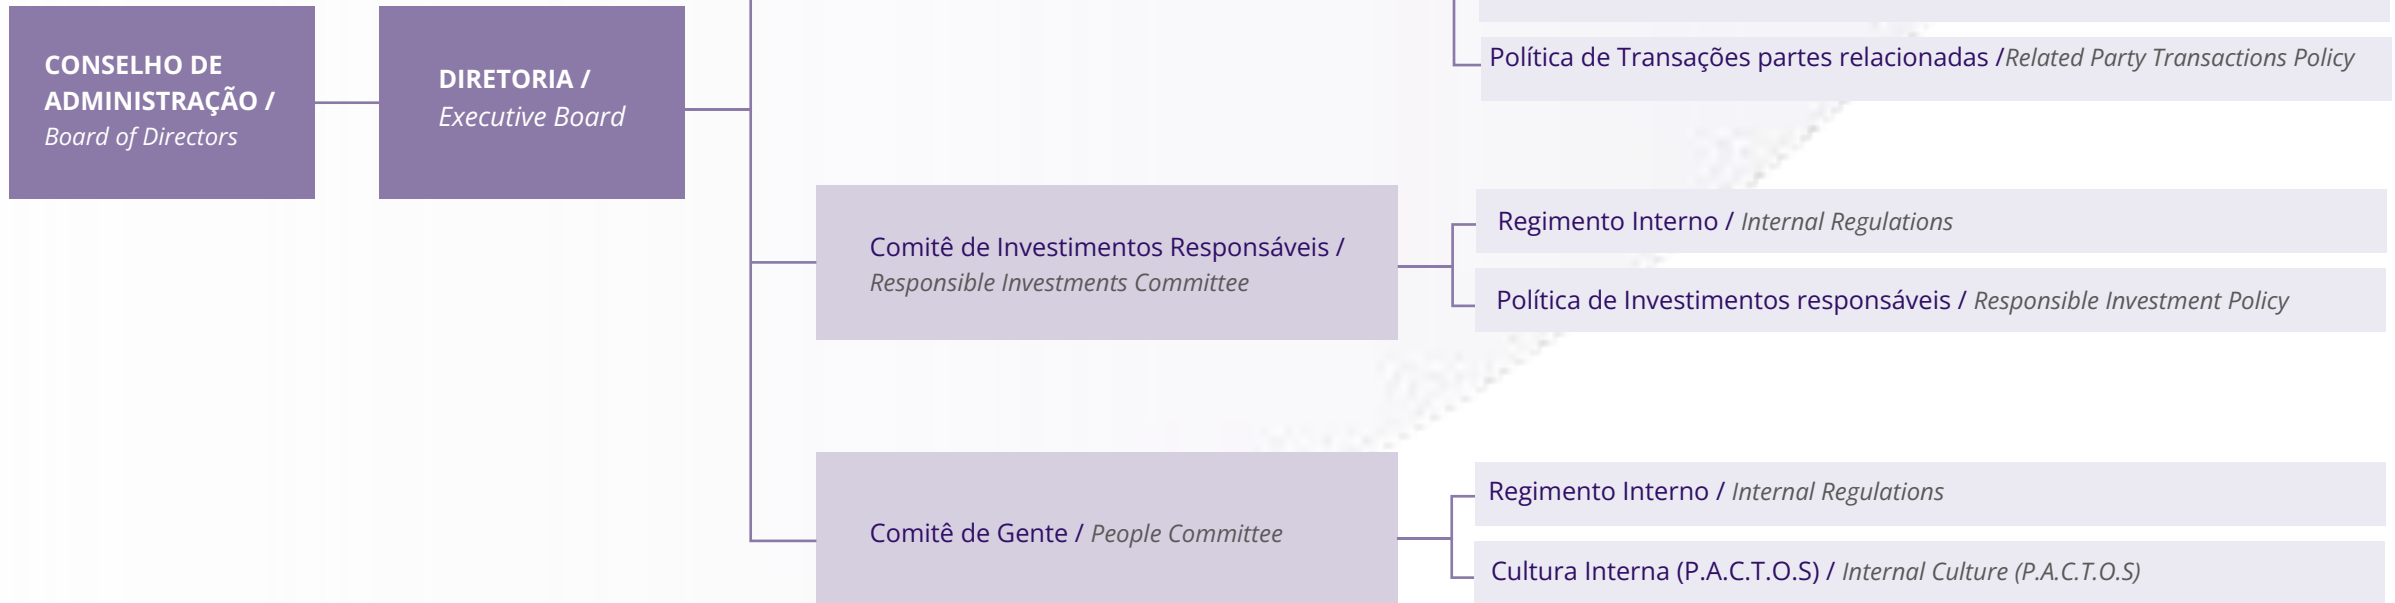 CONSELHO DE
ADMINISTRAÇÃO /
Board of Directors
DIRETORIA /
Executive Board
Política de Transações partes relacionadas /Related Party Transactions Policy
Comitê de Investimentos Responsáveis /
Responsible Investments Committee
Regimento Interno / Internal Regulations
Política de Investimentos responsáveis / Responsible Investment Policy
Comitê de Gente / People Committee
Regimento Interno / Internal Regulations
Cultura Interna (P.A.C.T.O.S) / Internal Culture (P.A.C.T.O.S)